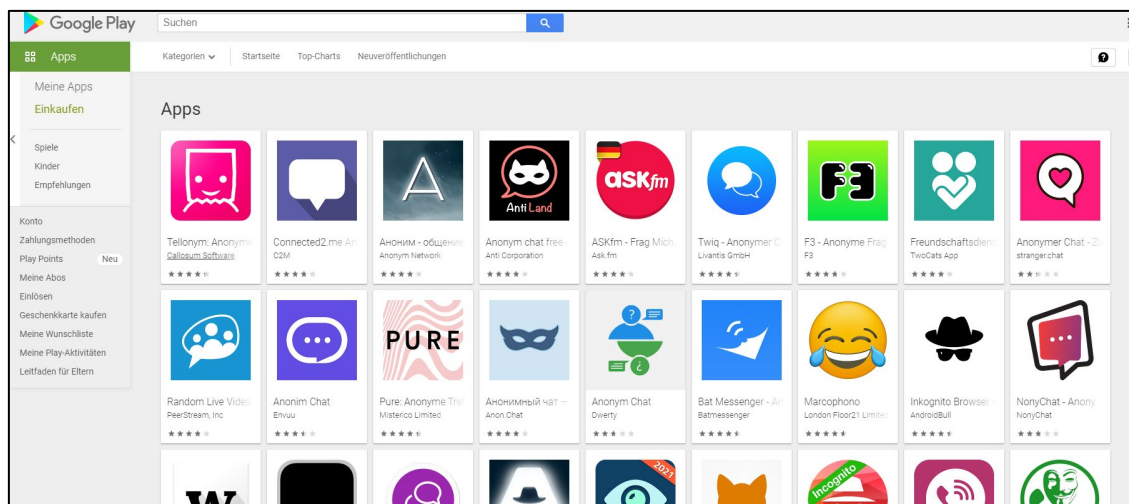 Google Play
Suchen
Apps
Kategorien
Startseite
Top-Charts
Neuveröffentlichungen
Meine Apps
Einkaufen
Spiele
Kinder
Empfehlungen
Konto
Zahlungsmethoden
Play Points Neu
Meine Abos
Einlösen
Geschenkkarte kaufen
Meine Wunschliste
Meine Play-Aktivitäten
Leitfaden für Eltern
Apps
A
Anti Land
ASKfm
F3
Tellonym: Anonyme
Callosum Software
Connected2.me An
C2M
Аноним - общение
Anonym Network
Anonym chat free -
Anti Corporation
ASKfm - Frag Mich
Ask.fm
Twiq - Anonymer C
Livantis GmbH
F3 - Anonyme Frag
F3
Freundschaftsdien
TwoCats App
Anonymer Chat - Zu
stranger.chat
PURE
Random Live Video
PeerStream, Inc
Anonim Chat
Envuu
Pure: Anonyme Tref
Misterico Limited
Анонимный чат —
Anon.Chat
Anonym Chat
Dwerty
Bat Messenger - An
Batmessenger
Marcophono
London Floor21 Limited
Inkognito Browser -
AndroidBull
NonyChat - Anony
NonyChat
W
2021
Incognito